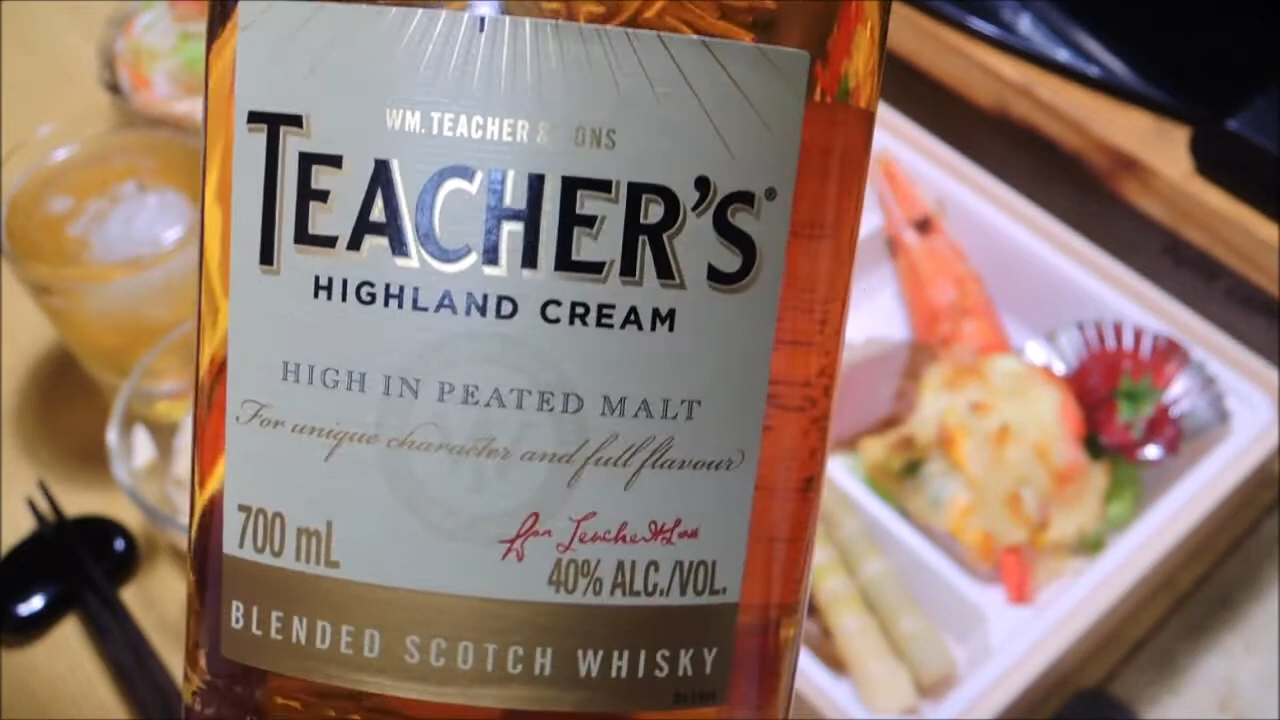 WM. TEACHER & ONS
TEACHER'S®
HIGHLAND CREAM
HIGH IN PEATED MALT
For unique character and full flavour
700 mL
40% ALC./VOL.
BLENDED SCOTCH WHISKY